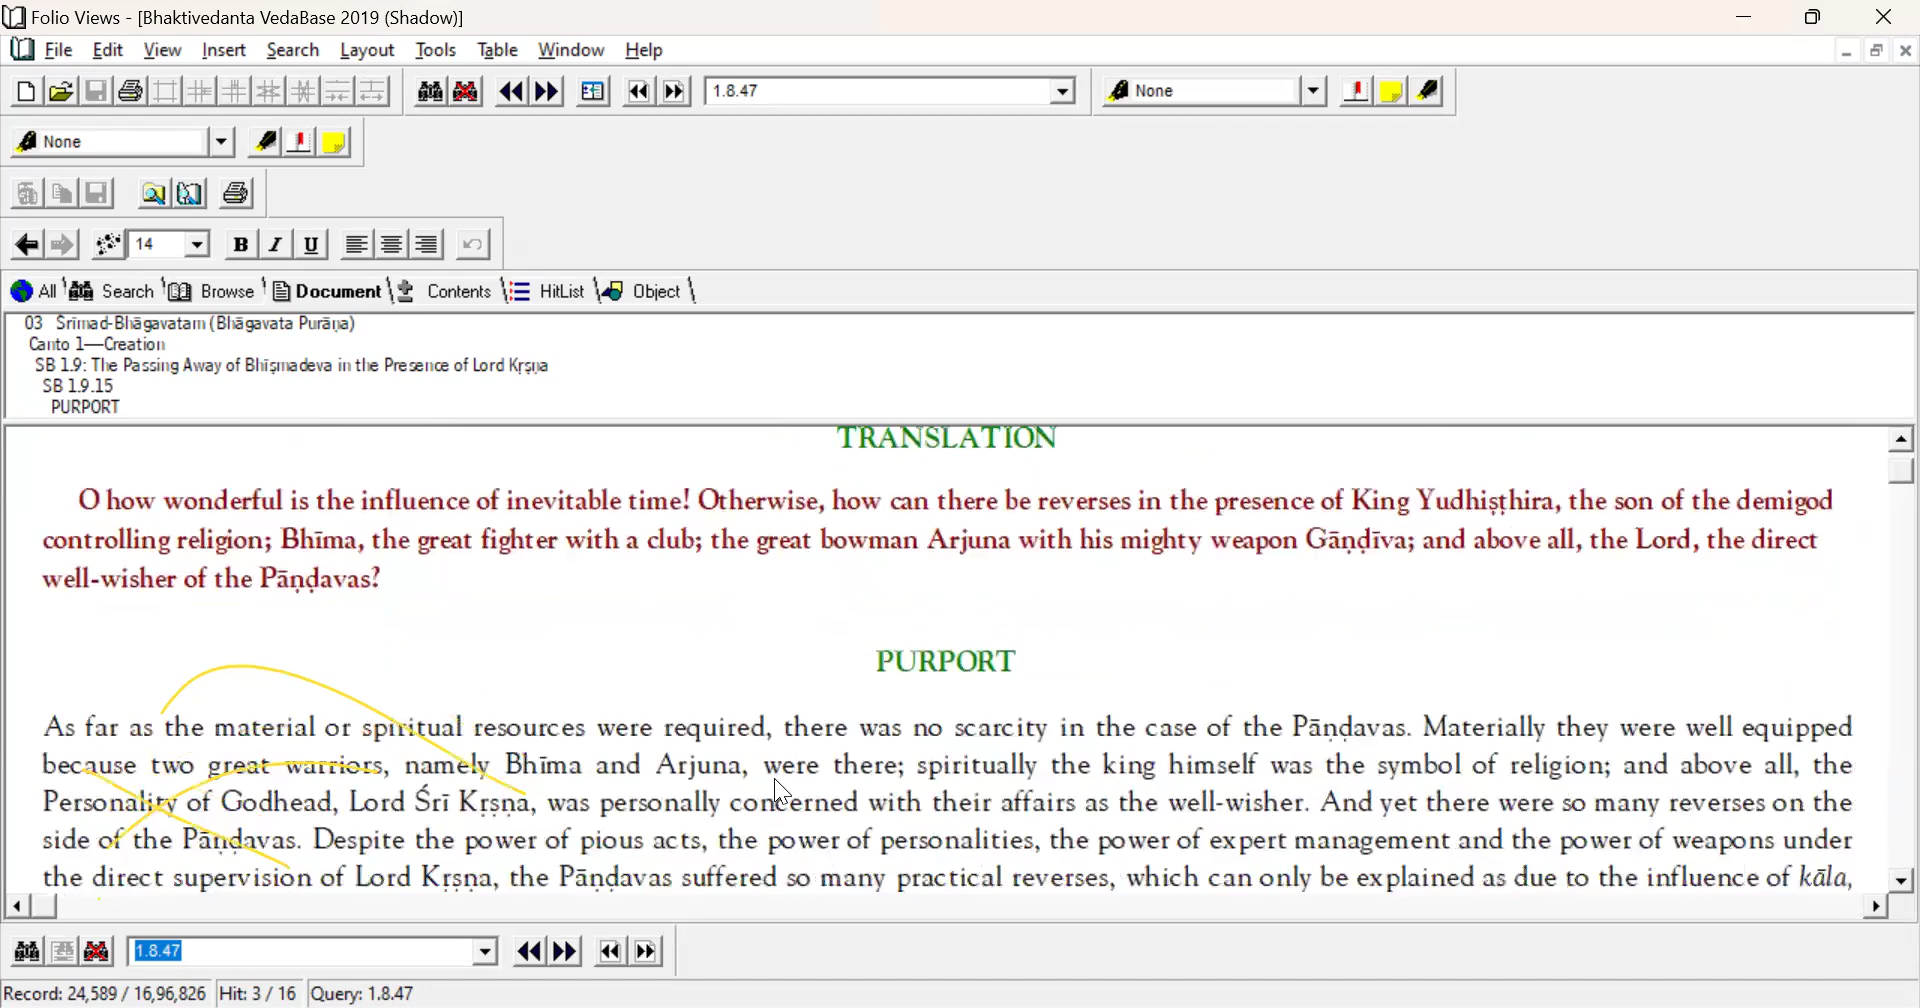 Folio Views - [Bhaktivedanta VedaBase 2019 (Shadow)]
File Edit View Insert Search Layout Tools Table Window Help
1.8.47 None
None
14 B I U
All Search Browse Document Contents HitList Object
03 Śrīmad-Bhāgavatam (Bhāgavata Purāṇa)
Canto 1—Creation
SB 1.9: The Passing Away of Bhīṣmadeva in the Presence of Lord Kṛṣṇa
SB 1.9.15
PURPORT
TRANSLATION
O how wonderful is the influence of inevitable time! Otherwise, how can there be reverses in the presence of King Yudhiṣṭhira, the son of the demigod
controlling religion; Bhīma, the great fighter with a club; the great bowman Arjuna with his mighty weapon Gāṇḍīva; and above all, the Lord, the direct
well-wisher of the Pāṇḍavas?
PURPORT
As far as the material or spiritual resources were required, there was no scarcity in the case of the Pāṇḍavas. Materially they were well equipped
because two great warriors, namely Bhīma and Arjuna, were there; spiritually the king himself was the symbol of religion; and above all, the
Personality of Godhead, Lord Śrī Kṛṣṇa, was personally concerned with their affairs as the well-wisher. And yet there were so many reverses on the
side of the Pāṇḍavas. Despite the power of pious acts, the power of personalities, the power of expert management and the power of weapons under
the direct supervision of Lord Kṛṣṇa, the Pāṇḍavas suffered so many practical reverses, which can only be explained as due to the influence of kāla,
1.8.47
Record: 24,589 / 16,96,826 Hit: 3 / 16 Query: 1.8.47